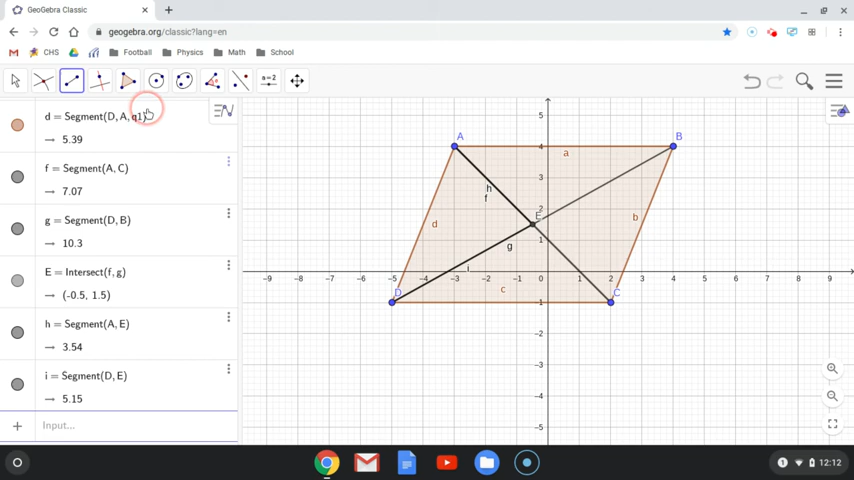 GeoGebra Classic
geogebra.org/classic?lang=en
CHS
Football
Physics
Math
School
a=2
d = Segment(D, A, q1)
→ 5.39
f = Segment(A, C)
→ 7.07
g = Segment(D, B)
→ 10.3
E = Intersect(f, g)
→ (-0.5, 1.5)
h = Segment(A, E)
→ 3.54
i = Segment(D, E)
→ 5.15
+ Input...
5
A
B
4
a
3
h
f
2
E
d
b
g
1
i
-9 -8 -7 -6 -5 -4 -3 -2 -1 0 1 2 3 4 5 6 7 8 9
D
c
C
-1
-2
-3
-4
-5
1
12:12